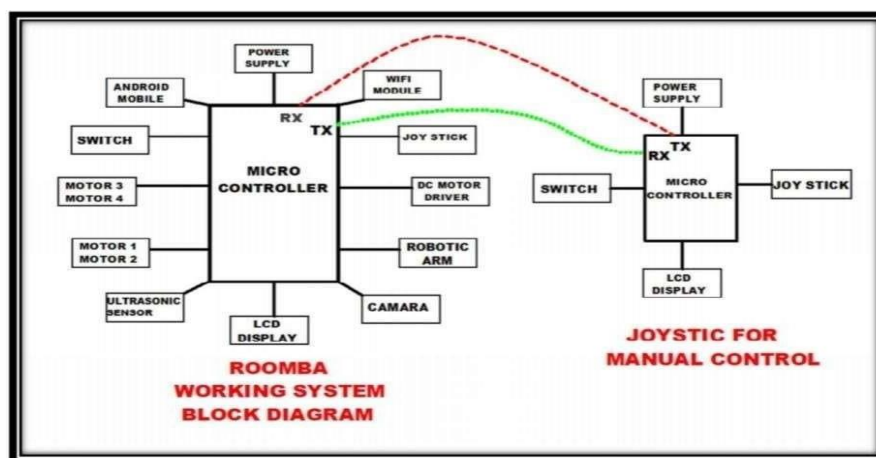 POWER
SUPPLY
ANDROID
MOBILE
WIFI
MODULE
RX
TX
SWITCH
JOY STICK
MICRO
CONTROLLER
MOTOR 3
MOTOR 4
DC MOTOR
DRIVER
MOTOR 1
MOTOR 2
ROBOTIC
ARM
ULTRASONIC
SENSOR
CAMARA
LCD
DISPLAY
ROOMBA
WORKING SYSTEM
BLOCK DIAGRAM
POWER
SUPPLY
TX
RX
SWITCH
MICRO
CONTROLLER
JOY STICK
LCD
DISPLAY
JOYSTIC FOR
MANUAL CONTROL